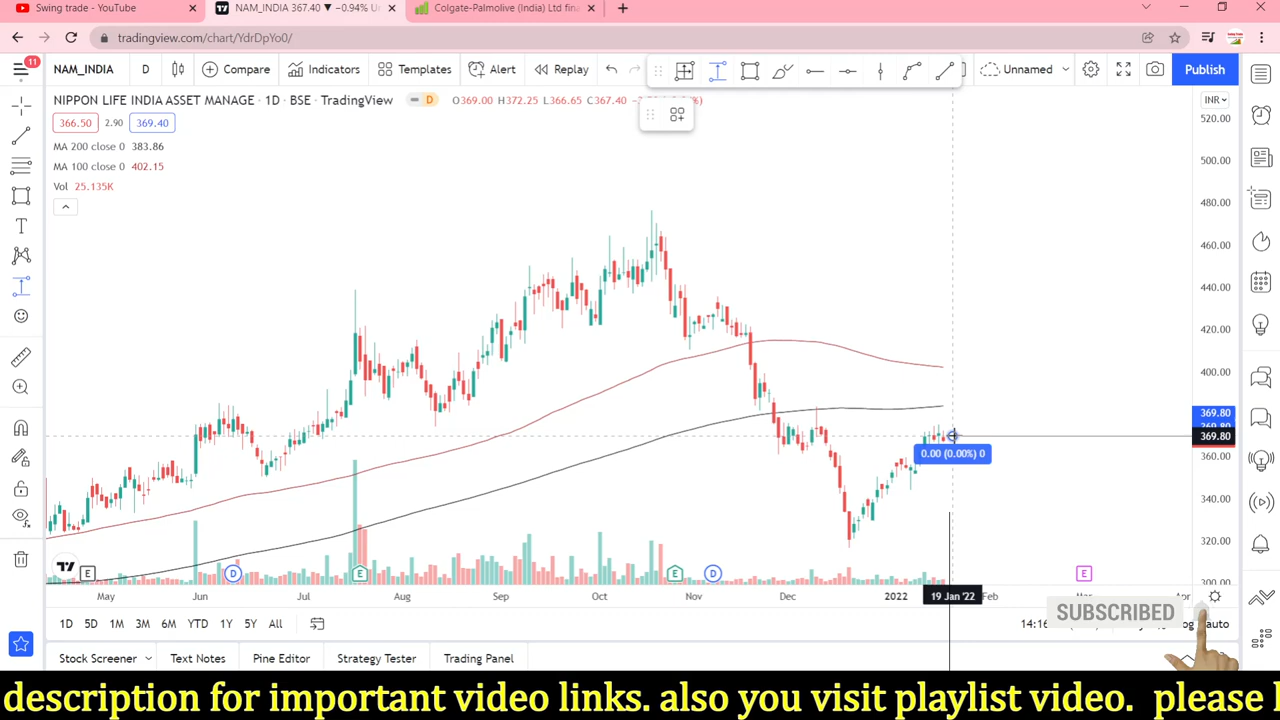 Swing trade - YouTube
NAM_INDIA 367.40 ▼ −0.94% U
Colgate-Palmolive (India) Ltd fin
tradingview.com/chart/YdrDpYo0/
11
NAM_INDIA
D
Compare
Indicators
Templates
Alert
Replay
Unnamed
Publish
NIPPON LIFE INDIA ASSET MANAGE · 1D · BSE · TradingView
D
O369.00 H372.25 L366.65 C367.40
INR
366.50
2.90
369.40
MA 200 close 0 383.86
MA 100 close 0 402.15
Vol 25.135K
520.00
500.00
480.00
460.00
440.00
420.00
400.00
369.80
369.80
369.80
360.00
340.00
320.00
300.00
0.00 (0.00%) 0
E
D
E
E
D
E
May
Jun
Jul
Aug
Sep
Oct
Nov
Dec
2022
19 Jan '22
Feb
Mar
Apr
SUBSCRIBED
1D
5D
1M
3M
6M
YTD
1Y
5Y
All
14:16
auto
Stock Screener
Text Notes
Pine Editor
Strategy Tester
Trading Panel
description for important video links. also you visit playlist video. please